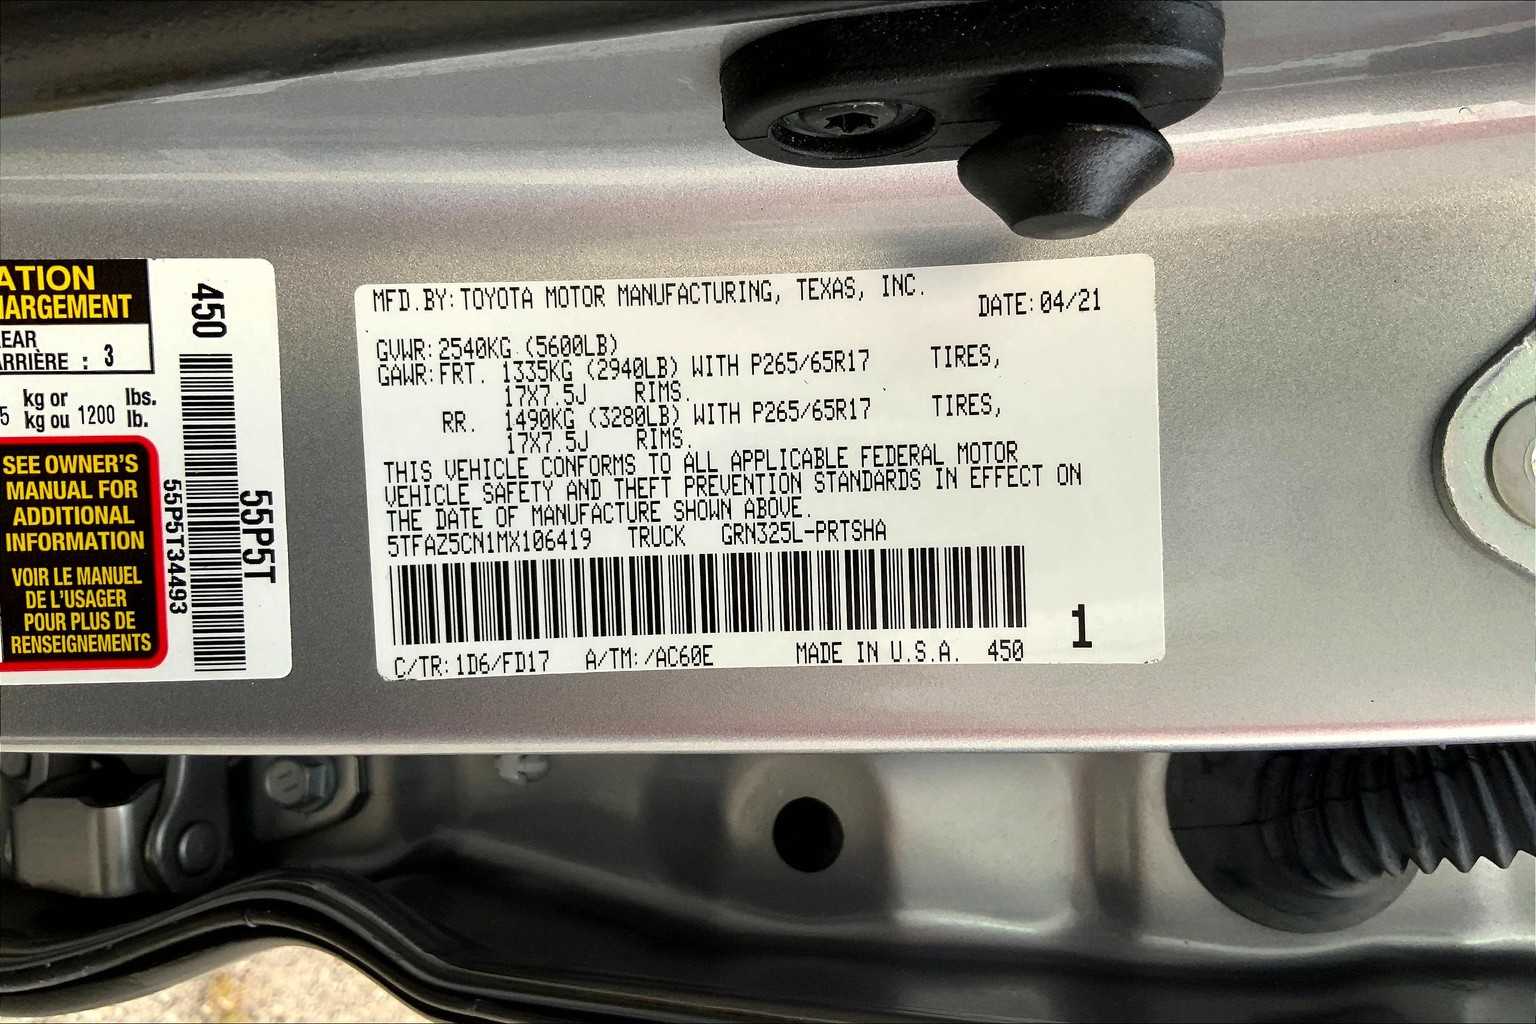 ATION
HARGEMENT
EAR
ARRIÈRE : 3
kg or lbs.
5 kg ou 1200 lb.
SEE OWNER'S
MANUAL FOR
ADDITIONAL
INFORMATION
VOIR LE MANUEL
DE L'USAGER
POUR PLUS DE
RENSEIGNEMENTS
450
55P5T34493
55P5T
MFD.BY:TOYOTA MOTOR MANUFACTURING, TEXAS, INC.
DATE:04/21
GVWR:2540KG (5600LB)
GAWR:FRT. 1335KG (2940LB) WITH P265/65R17 TIRES,
17X7.5J RIMS.
RR. 1490KG (3280LB) WITH P265/65R17 TIRES,
17X7.5J RIMS.
THIS VEHICLE CONFORMS TO ALL APPLICABLE FEDERAL MOTOR
VEHICLE SAFETY AND THEFT PREVENTION STANDARDS IN EFFECT ON
THE DATE OF MANUFACTURE SHOWN ABOVE.
5TFAZ5CN1MX106419 TRUCK GRN325L-PRTSHA
1
C/TR:1D6/FD17 A/TM:/AC60E MADE IN U.S.A. 450